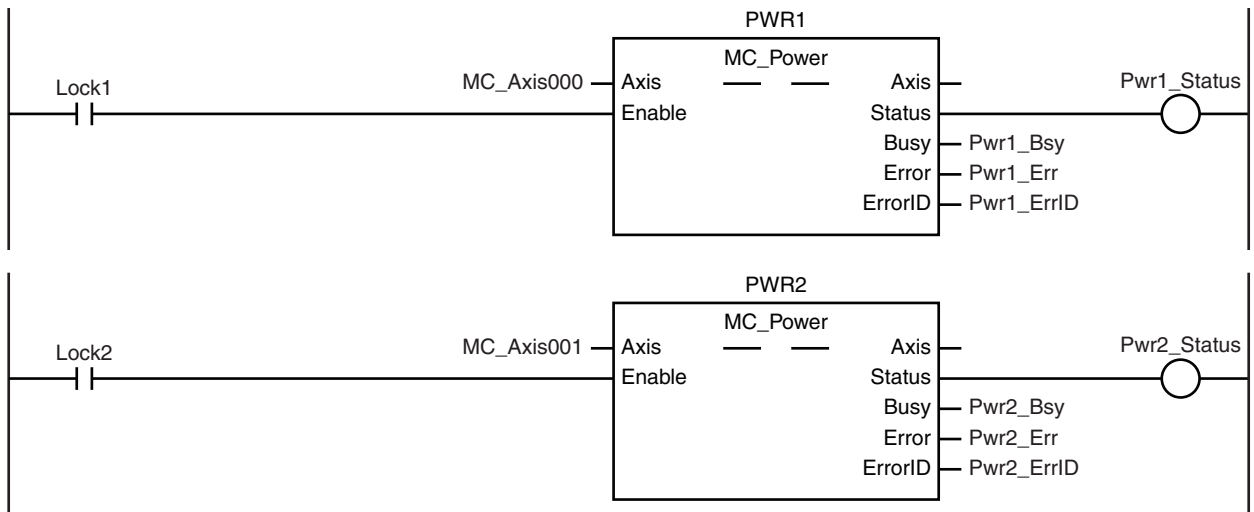 PWR1
MC_Power
MC_Axis000 Axis Axis Pwr1_Status
Lock1
Enable Status
Busy Pwr1_Bsy
Error Pwr1_Err
ErrorID Pwr1_ErrID
PWR2
MC_Power
MC_Axis001 Axis Axis Pwr2_Status
Lock2
Enable Status
Busy Pwr2_Bsy
Error Pwr2_Err
ErrorID Pwr2_ErrID